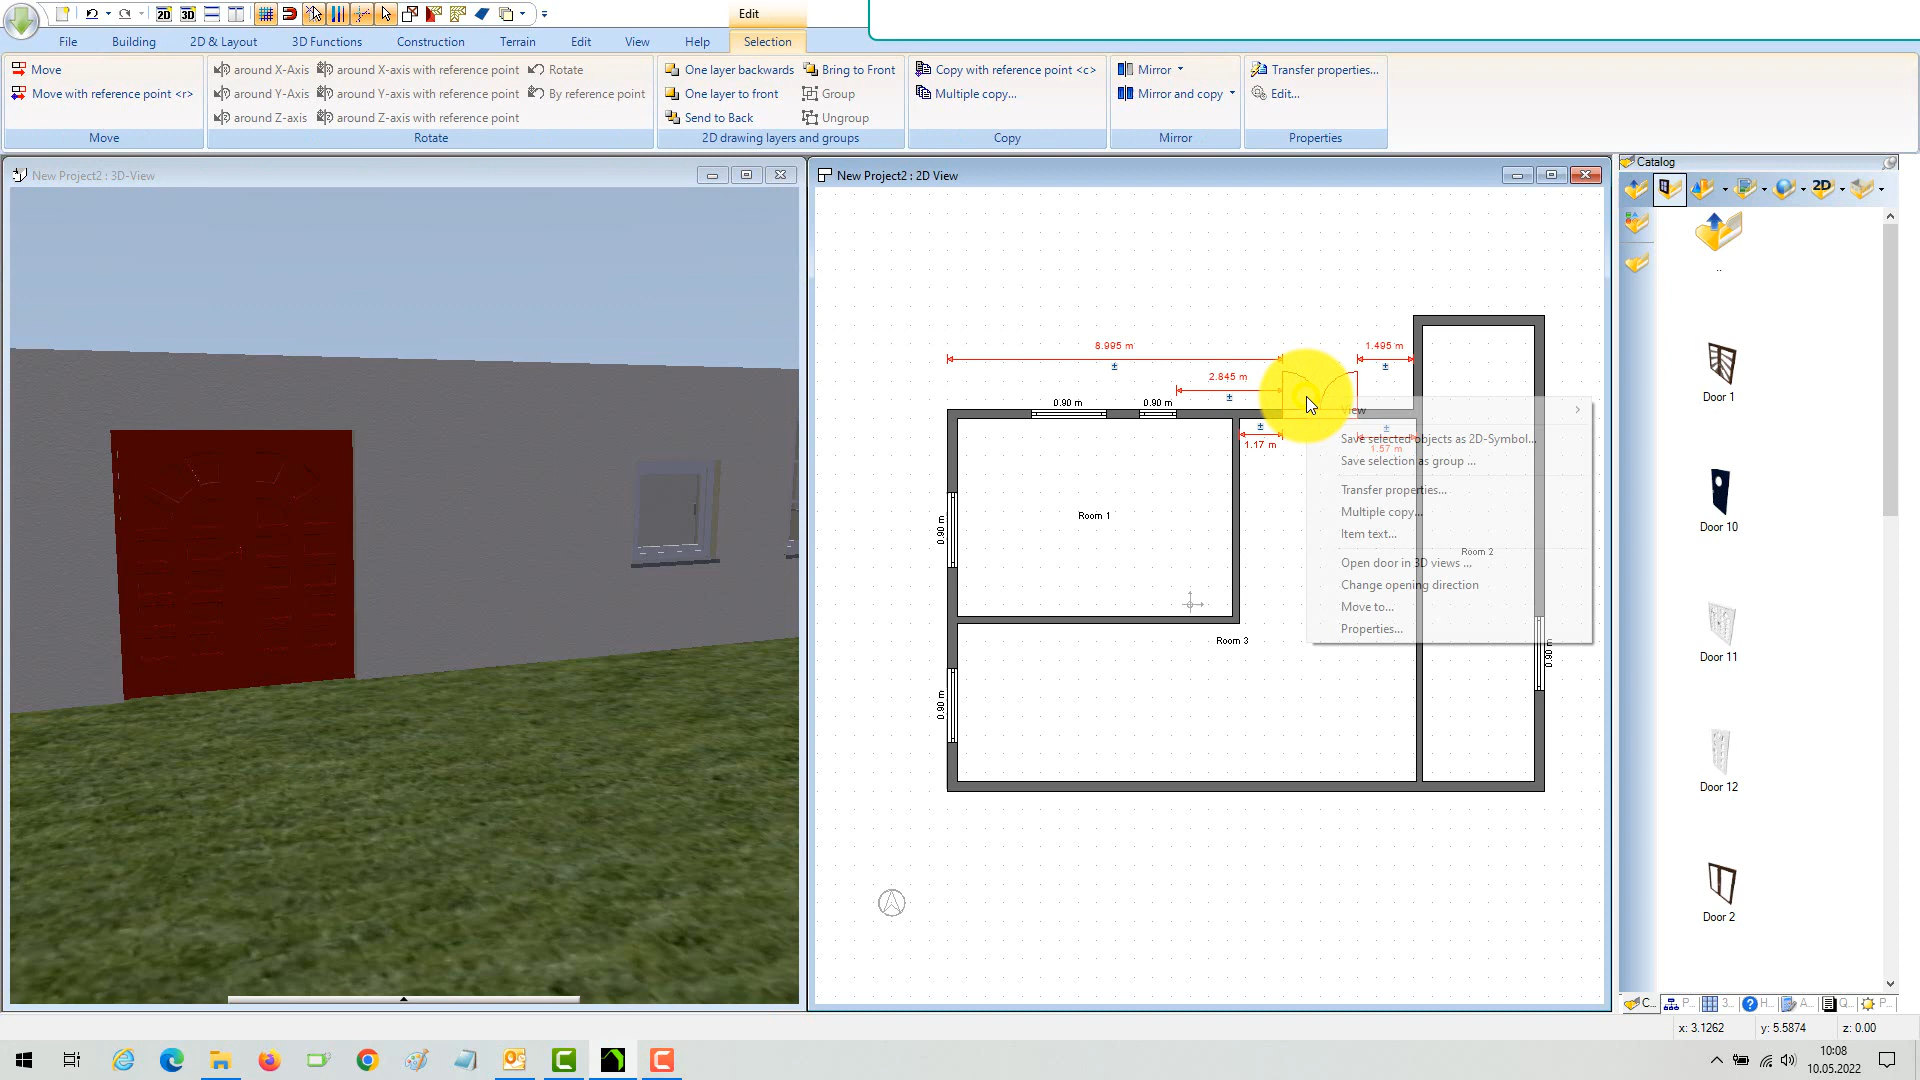 Edit
File
Building
2D & Layout
3D Functions
Construction
Terrain
Edit
View
Help
Selection
Move
Move with reference point <r>
Move
around X-Axis
around X-axis with reference point
Rotate
around Y-Axis
around Y-axis with reference point
By reference point
around Z-axis
around Z-axis with reference point
Rotate
One layer backwards
Bring to Front
One layer to front
Group
Send to Back
Ungroup
2D drawing layers and groups
Copy with reference point <c>
Multiple copy...
Copy
Mirror
Mirror and copy
Mirror
Transfer properties...
Edit...
Properties
New Project2 : 3D-View
New Project2 : 2D View
Catalog
2D
8.995 m
1.495 m
2.845 m
0.90 m
0.90 m
1.17 m
1.57 m
Room 1
0.90 m
Room 2
Room 3
0.90 m
0.90 m
View
Save selected objects as 2D-Symbol...
Save selection as group ...
Transfer properties...
Multiple copy...
Item text...
Open door in 3D views ...
Change opening direction
Move to...
Properties...
..
Door 1
Door 10
Door 11
Door 12
Door 2
C...
P...
3...
H...
A...
Q...
P...
x: 3.1262
y: 5.5874
z: 0.00
10:08
10.05.2022